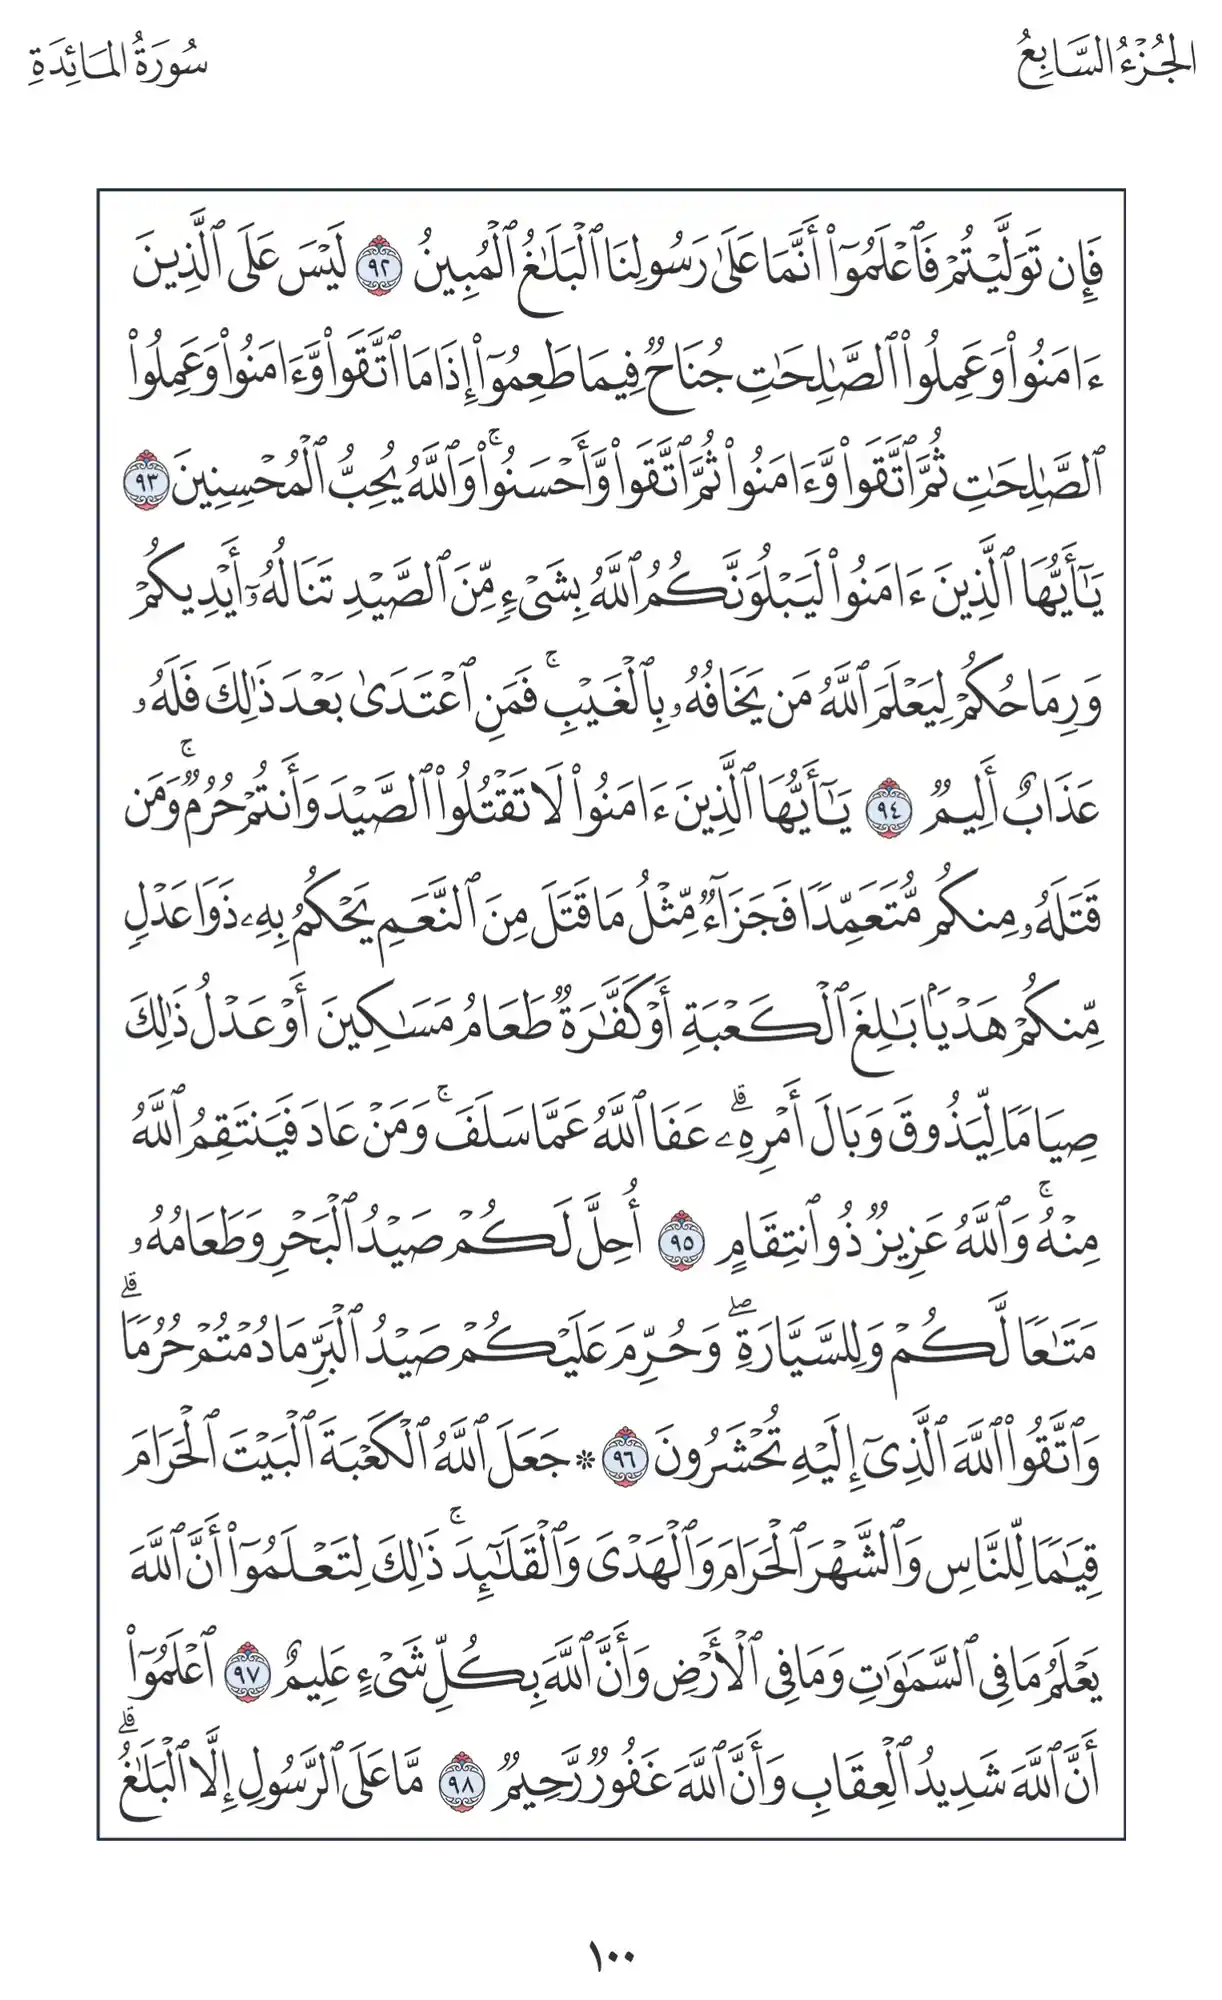 الجُزْءُ السَّابِعُ
سُورَةُ المَائِدَةِ
فَإِن تَوَلَّيْتُمْ فَٱعْلَمُوٓا۟ أَنَّمَا عَلَىٰ رَسُولِنَا ٱلْبَلَـٰغُ ٱلْمُبِينُ ٩٢ لَيْسَ عَلَى ٱلَّذِينَ
ءَامَنُوا۟ وَعَمِلُوا۟ ٱلصَّـٰلِحَـٰتِ جُنَاحٌ فِيمَا طَعِمُوٓا۟ إِذَا مَا ٱتَّقَوا۟ وَّءَامَنُوا۟ وَعَمِلُوا۟
ٱلصَّـٰلِحَـٰتِ ثُمَّ ٱتَّقَوا۟ وَّءَامَنُوا۟ ثُمَّ ٱتَّقَوا۟ وَّأَحْسَنُوا۟ ۚ وَٱللَّهُ يُحِبُّ ٱلْمُحْسِنِينَ ٩٣
يَـٰٓأَيُّهَا ٱلَّذِينَ ءَامَنُوا۟ لَيَبْلُوَنَّكُمُ ٱللَّهُ بِشَىْءٍ مِّنَ ٱلصَّيْدِ تَنَالُهُۥٓ أَيْدِيكُمْ
وَرِمَاحُكُمْ لِيَعْلَمَ ٱللَّهُ مَن يَخَافُهُۥ بِٱلْغَيْبِ ۚ فَمَنِ ٱعْتَدَىٰ بَعْدَ ذَٰلِكَ فَلَهُۥ
عَذَابٌ أَلِيمٌ ٩٤ يَـٰٓأَيُّهَا ٱلَّذِينَ ءَامَنُوا۟ لَا تَقْتُلُوا۟ ٱلصَّيْدَ وَأَنتُمْ حُرُمٌ ۚ وَمَن
قَتَلَهُۥ مِنكُم مُّتَعَمِّدًا فَجَزَآءٌ مِّثْلُ مَا قَتَلَ مِنَ ٱلنَّعَمِ يَحْكُمُ بِهِۦ ذَوَا عَدْلٍ
مِّنكُمْ هَدْيًۢا بَـٰلِغَ ٱلْكَعْبَةِ أَوْ كَفَّـٰرَةٌ طَعَامُ مَسَـٰكِينَ أَوْ عَدْلُ ذَٰلِكَ
صِيَامًا لِّيَذُوقَ وَبَالَ أَمْرِهِۦ ۗ عَفَا ٱللَّهُ عَمَّا سَلَفَ ۚ وَمَنْ عَادَ فَيَنتَقِمُ ٱللَّهُ
مِنْهُ ۚ وَٱللَّهُ عَزِيزٌ ذُو ٱنتِقَامٍ ٩٥ أُحِلَّ لَكُمْ صَيْدُ ٱلْبَحْرِ وَطَعَامُهُۥ
مَتَـٰعًا لَّكُمْ وَلِلسَّيَّارَةِ ۖ وَحُرِّمَ عَلَيْكُمْ صَيْدُ ٱلْبَرِّ مَا دُمْتُمْ حُرُمًا ۗ
وَٱتَّقُوا۟ ٱللَّهَ ٱلَّذِىٓ إِلَيْهِ تُحْشَرُونَ ٩٦ ۞ جَعَلَ ٱللَّهُ ٱلْكَعْبَةَ ٱلْبَيْتَ ٱلْحَرَامَ
قِيَـٰمًا لِّلنَّاسِ وَٱلشَّهْرَ ٱلْحَرَامَ وَٱلْهَدْىَ وَٱلْقَلَـٰٓئِدَ ۚ ذَٰلِكَ لِتَعْلَمُوٓا۟ أَنَّ ٱللَّهَ
يَعْلَمُ مَا فِى ٱلسَّمَـٰوَٰتِ وَمَا فِى ٱلْأَرْضِ وَأَنَّ ٱللَّهَ بِكُلِّ شَىْءٍ عَلِيمٌ ٩٧ ٱعْلَمُوٓا۟
أَنَّ ٱللَّهَ شَدِيدُ ٱلْعِقَابِ وَأَنَّ ٱللَّهَ غَفُورٌ رَّحِيمٌ ٩٨ مَّا عَلَى ٱلرَّسُولِ إِلَّا ٱلْبَلَـٰغُ ۗ
١٠٠